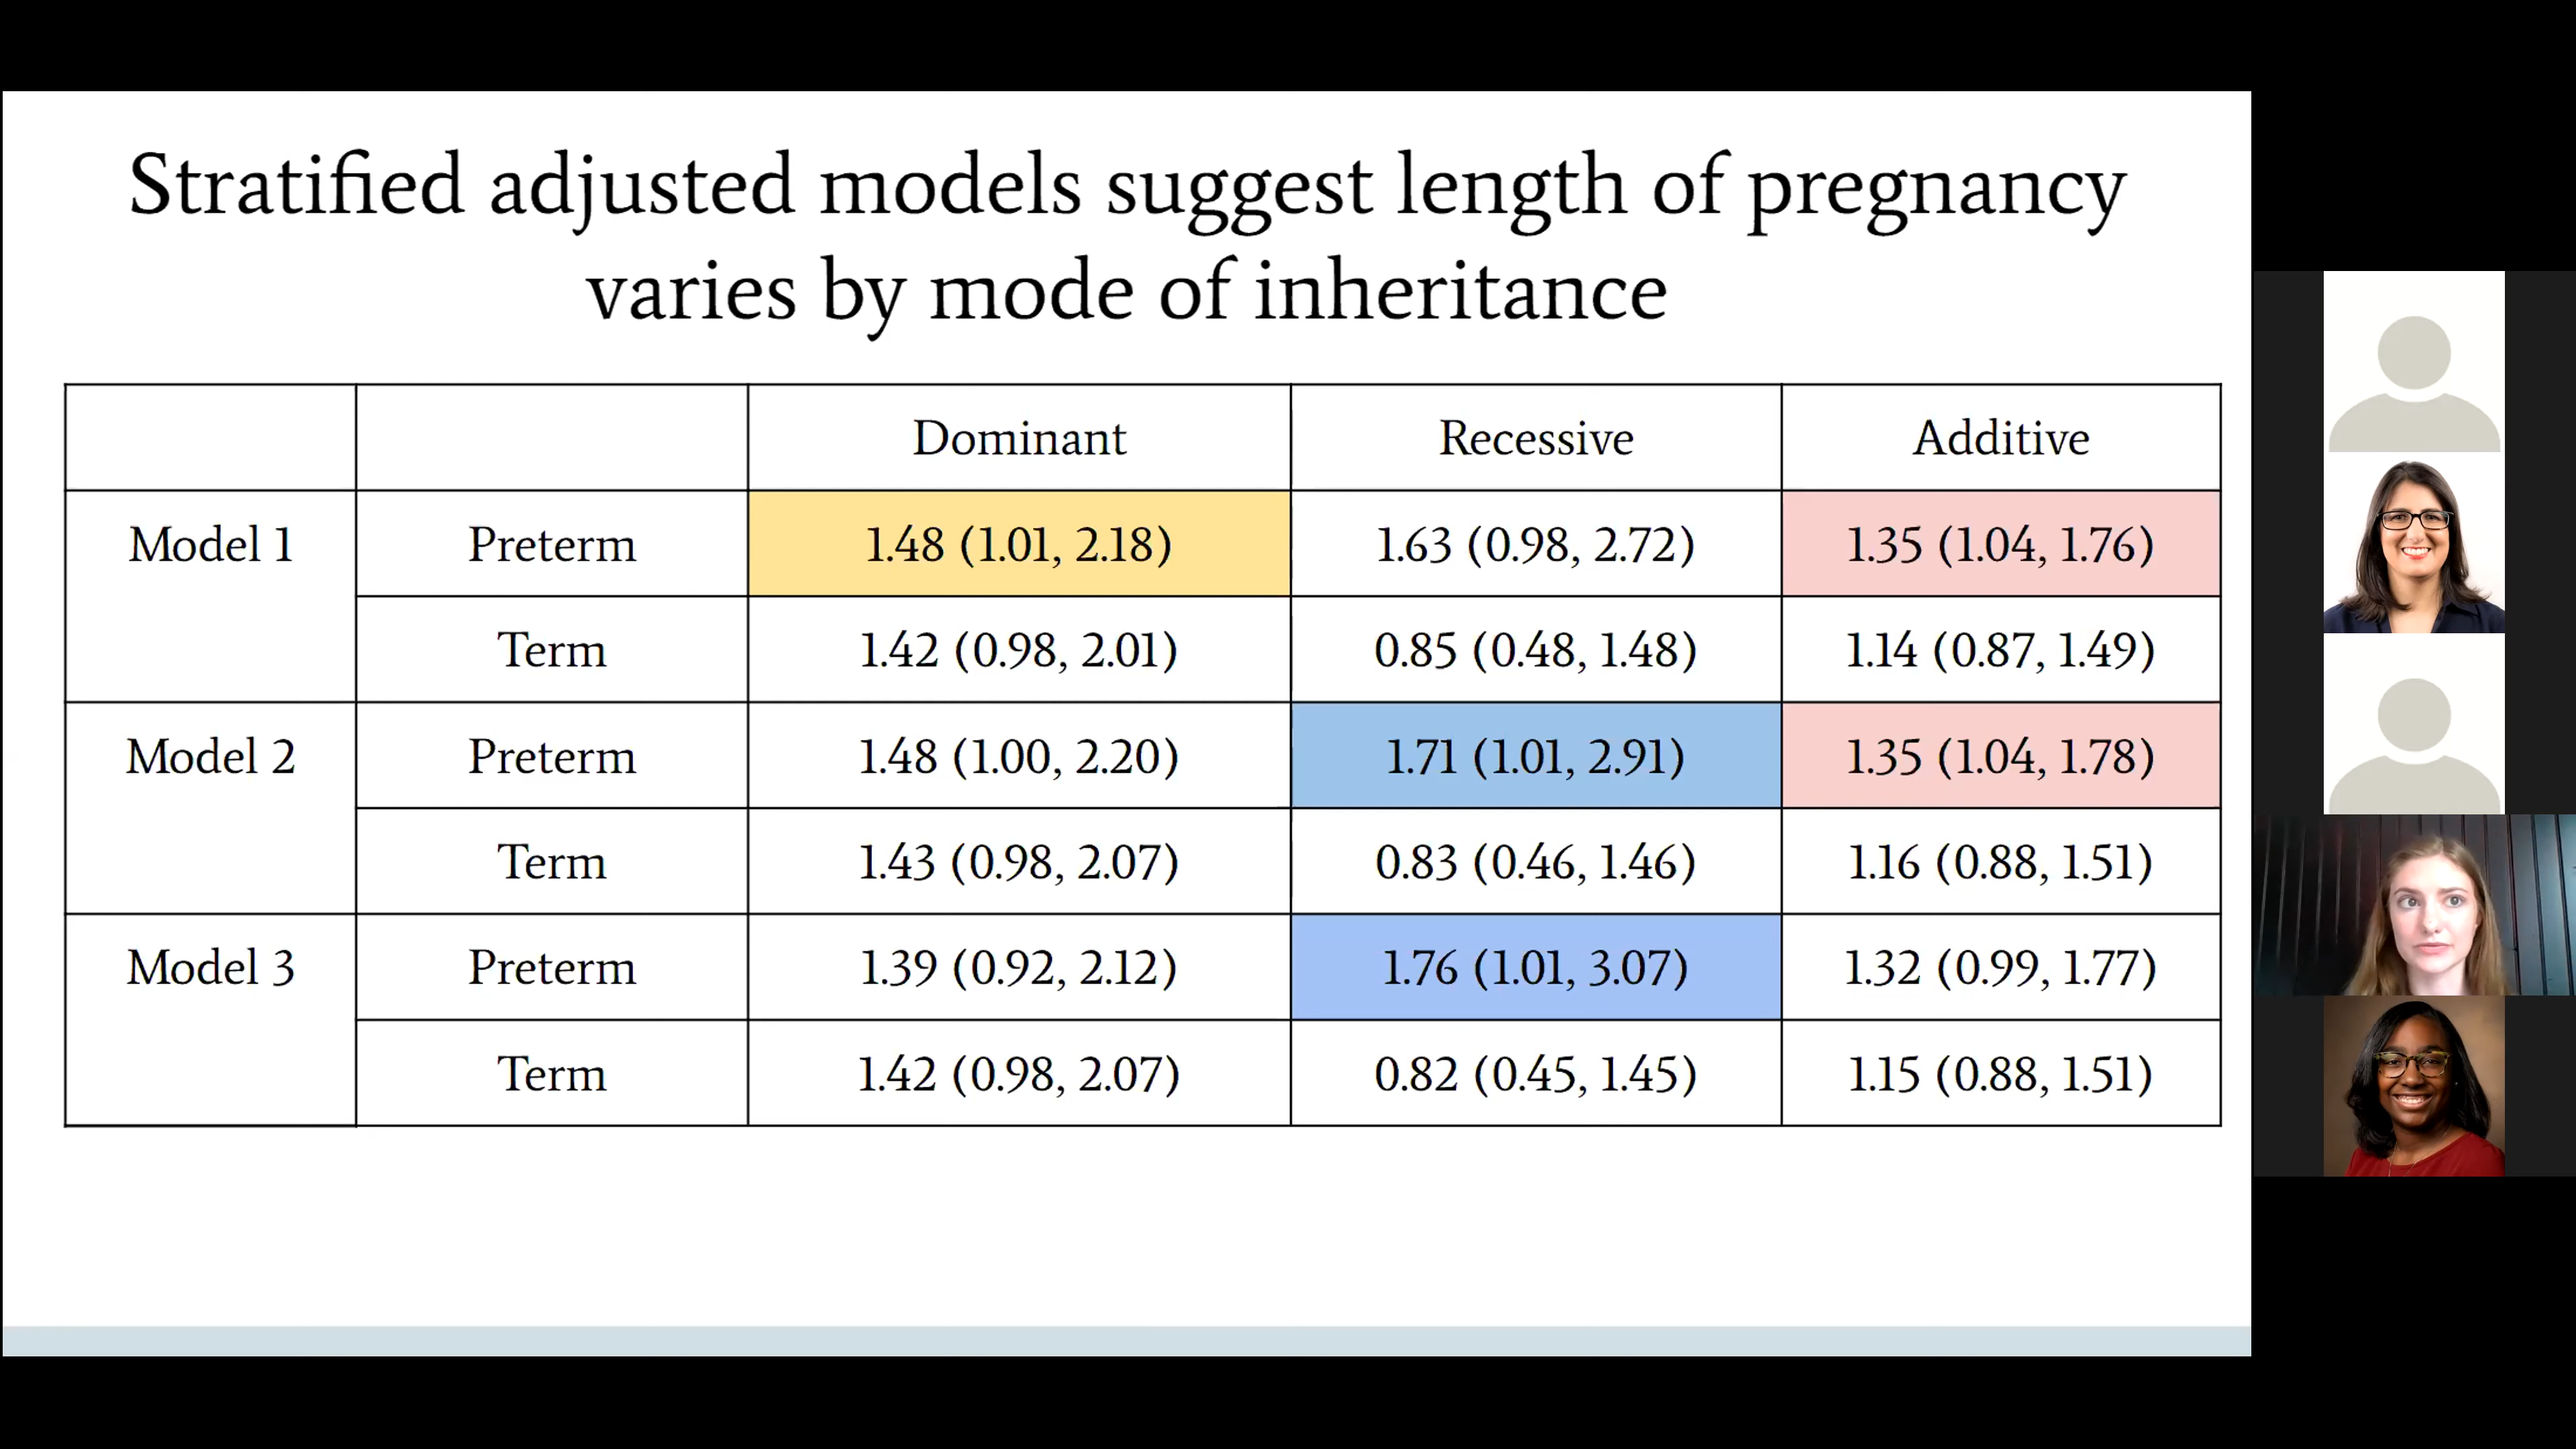 Stratified adjusted models suggest length of pregnancy
varies by mode of inheritance
Dominant Recessive Additive
Model 1 Preterm 1.48 (1.01, 2.18) 1.63 (0.98, 2.72) 1.35 (1.04, 1.76)
Term 1.42 (0.98, 2.01) 0.85 (0.48, 1.48) 1.14 (0.87, 1.49)
Model 2 Preterm 1.48 (1.00, 2.20) 1.71 (1.01, 2.91) 1.35 (1.04, 1.78)
Term 1.43 (0.98, 2.07) 0.83 (0.46, 1.46) 1.16 (0.88, 1.51)
Model 3 Preterm 1.39 (0.92, 2.12) 1.76 (1.01, 3.07) 1.32 (0.99, 1.77)
Term 1.42 (0.98, 2.07) 0.82 (0.45, 1.45) 1.15 (0.88, 1.51)